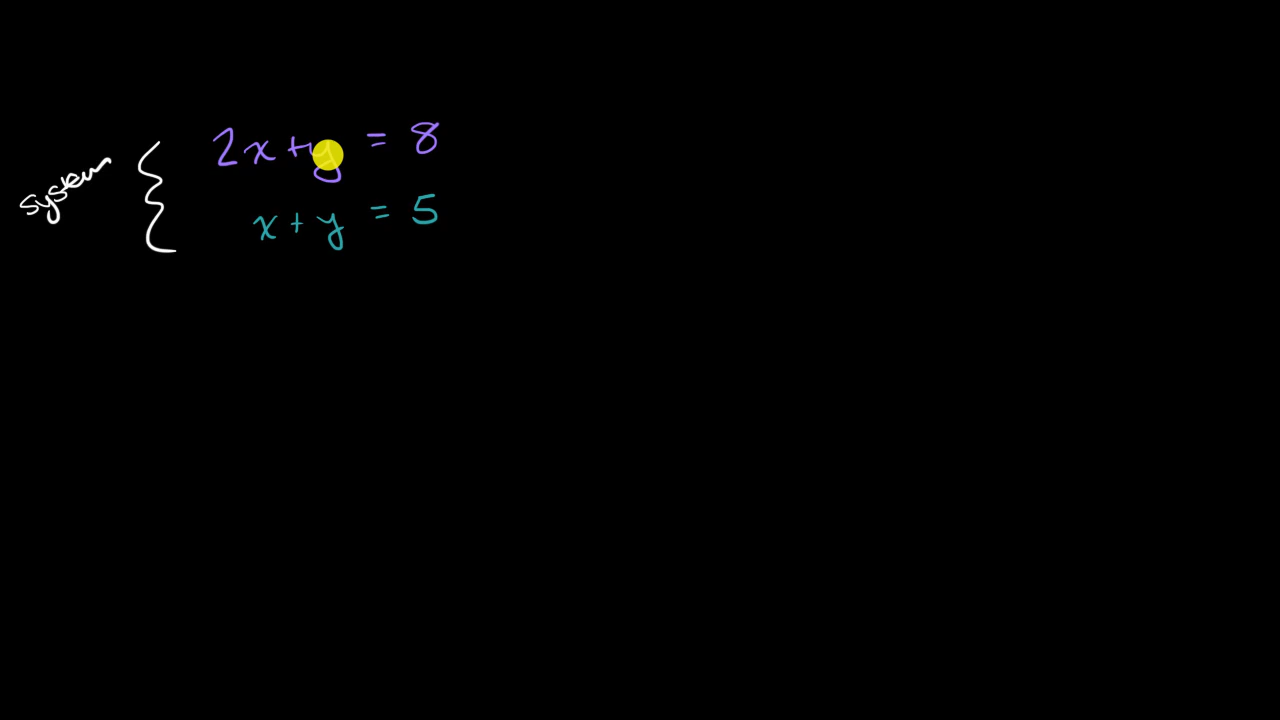 system
2x+y = 8
x+y = 5